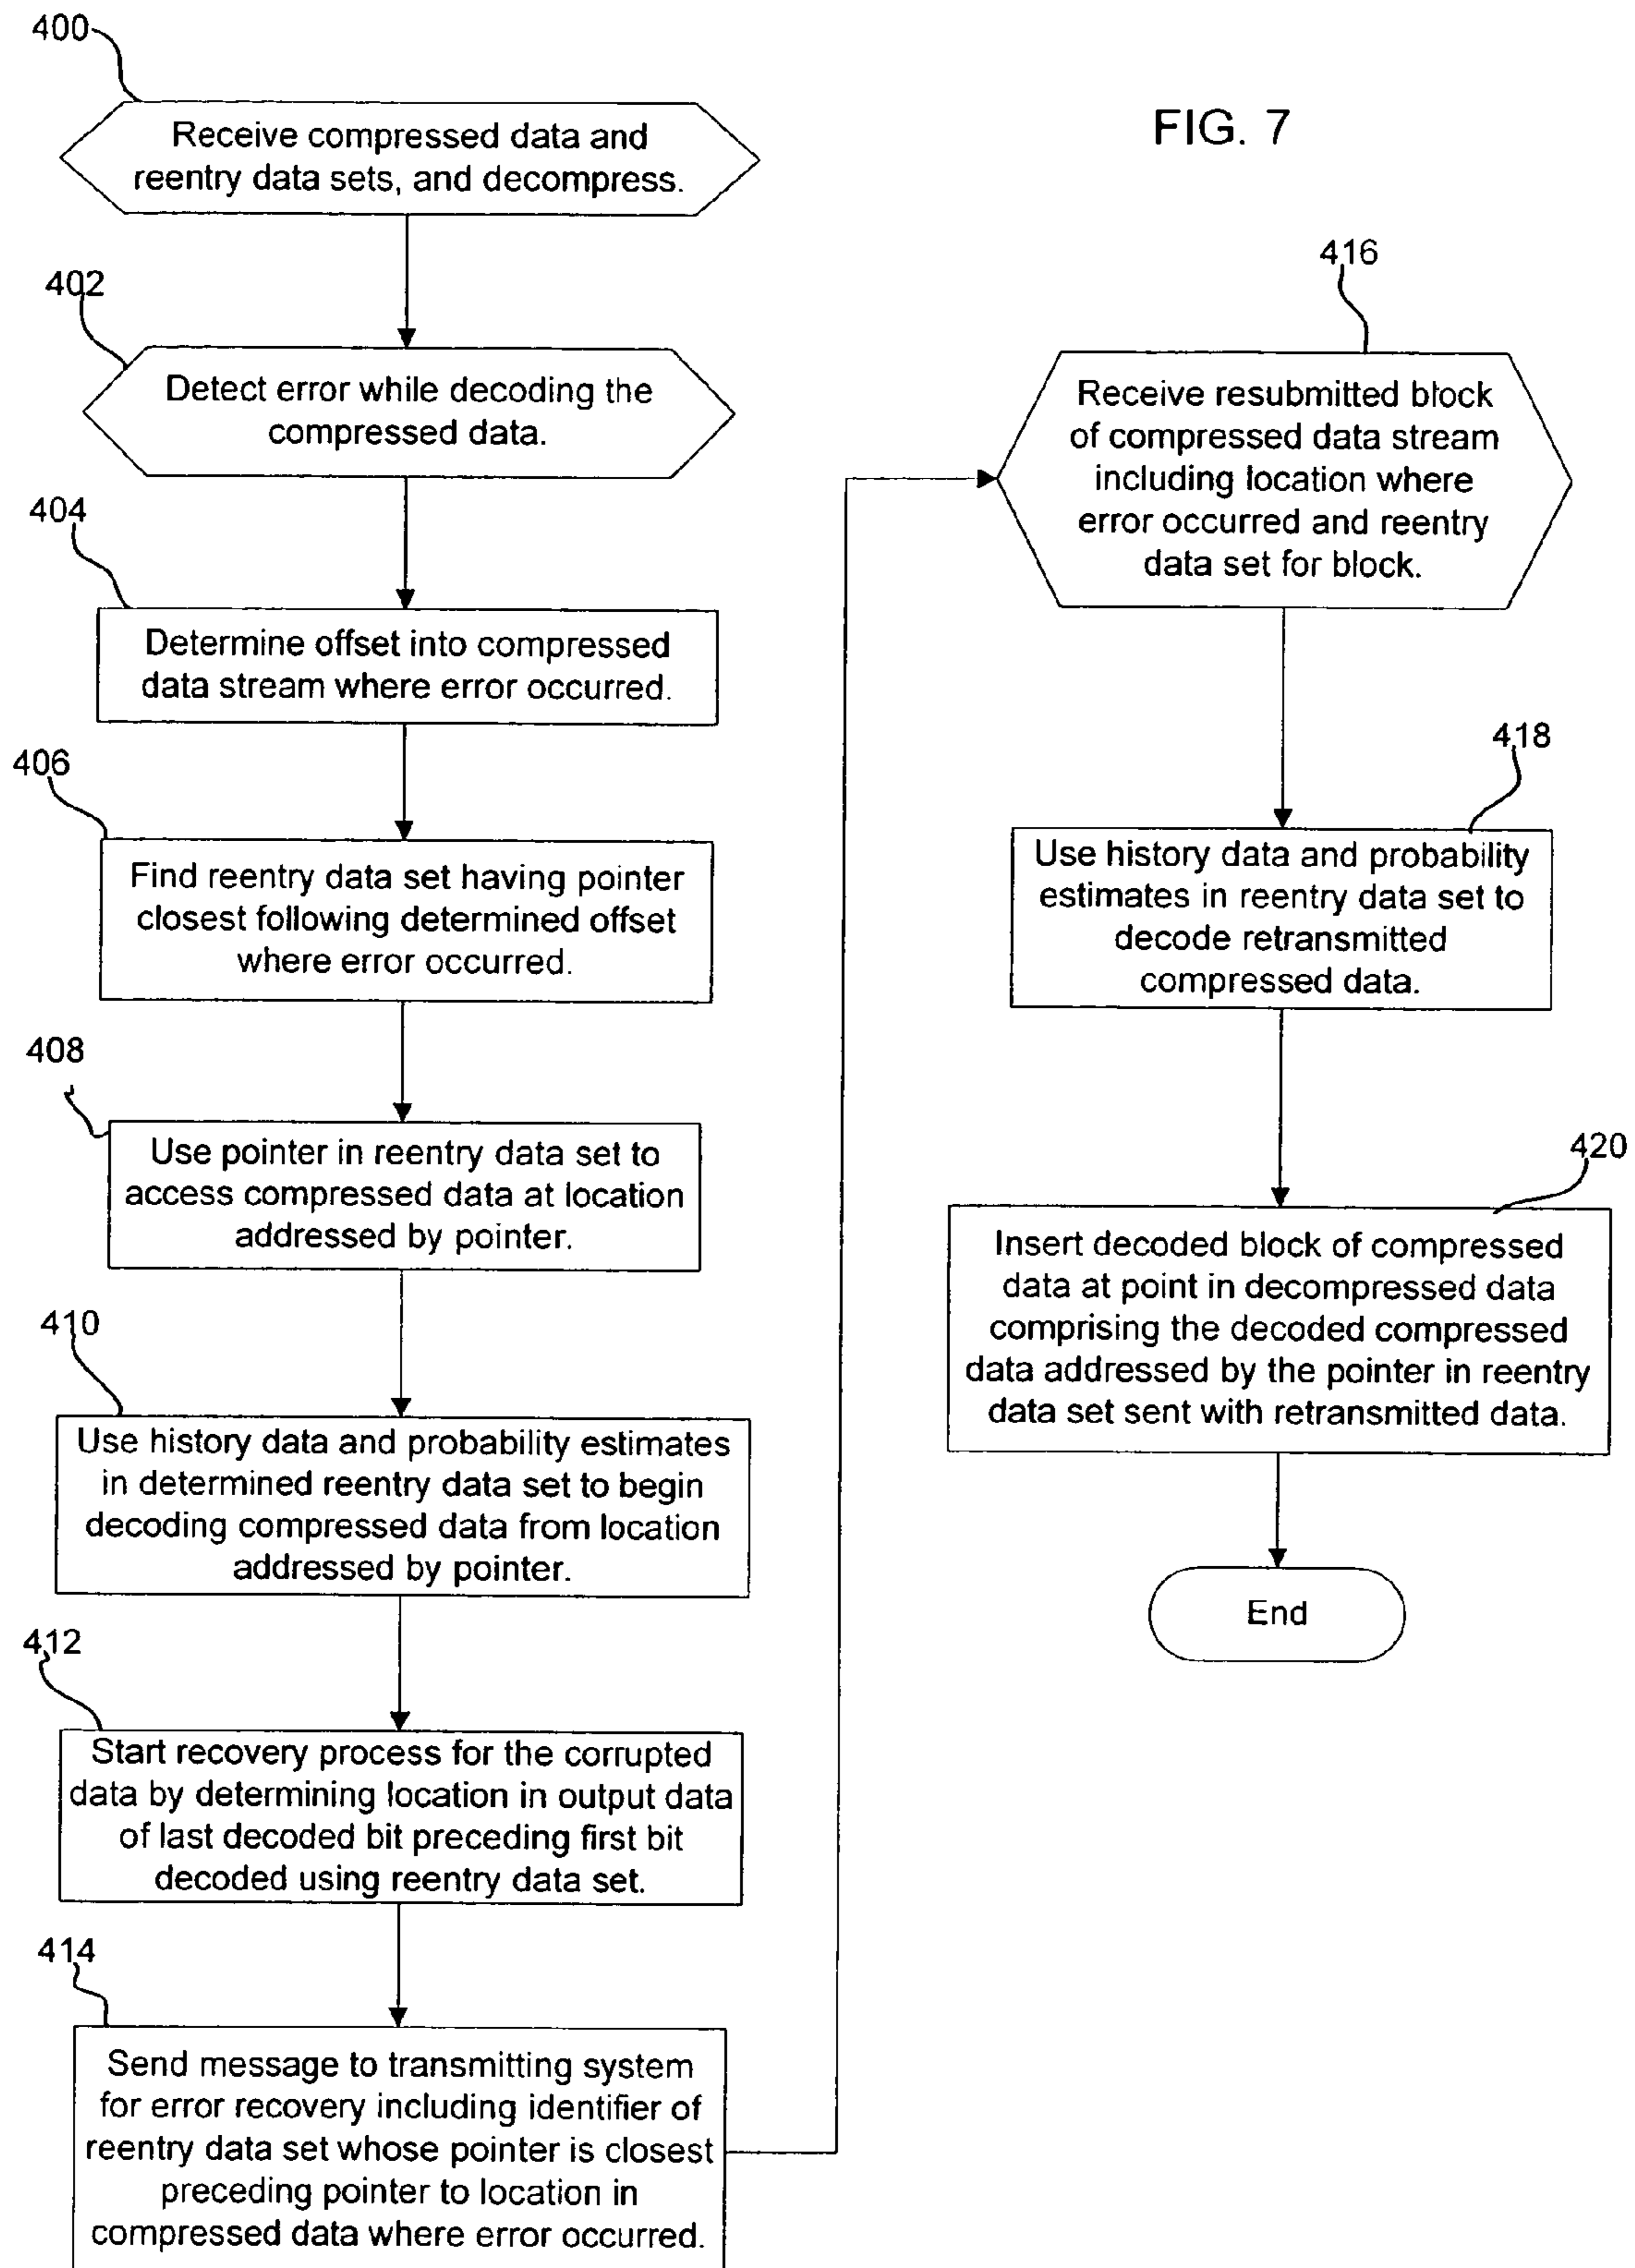 FIG. 7
400
Receive compressed data and
reentry data sets, and decompress.
402
Detect error while decoding the
compressed data.
404
Determine offset into compressed
data stream where error occurred.
406
Find reentry data set having pointer
closest following determined offset
where error occurred.
408
Use pointer in reentry data set to
access compressed data at location
addressed by pointer.
410
Use history data and probability estimates
in determined reentry data set to begin
decoding compressed data from location
addressed by pointer.
412
Start recovery process for the corrupted
data by determining location in output data
of last decoded bit preceding first bit
decoded using reentry data set.
414
Send message to transmitting system
for error recovery including identifier of
reentry data set whose pointer is closest
preceding pointer to location in
compressed data where error occurred.
416
Receive resubmitted block
of compressed data stream
including location where
error occurred and reentry
data set for block.
418
Use history data and probability
estimates in reentry data set to
decode retransmitted
compressed data.
420
Insert decoded block of compressed
data at point in decompressed data
comprising the decoded compressed
data addressed by the pointer in reentry
data set sent with retransmitted data.
End